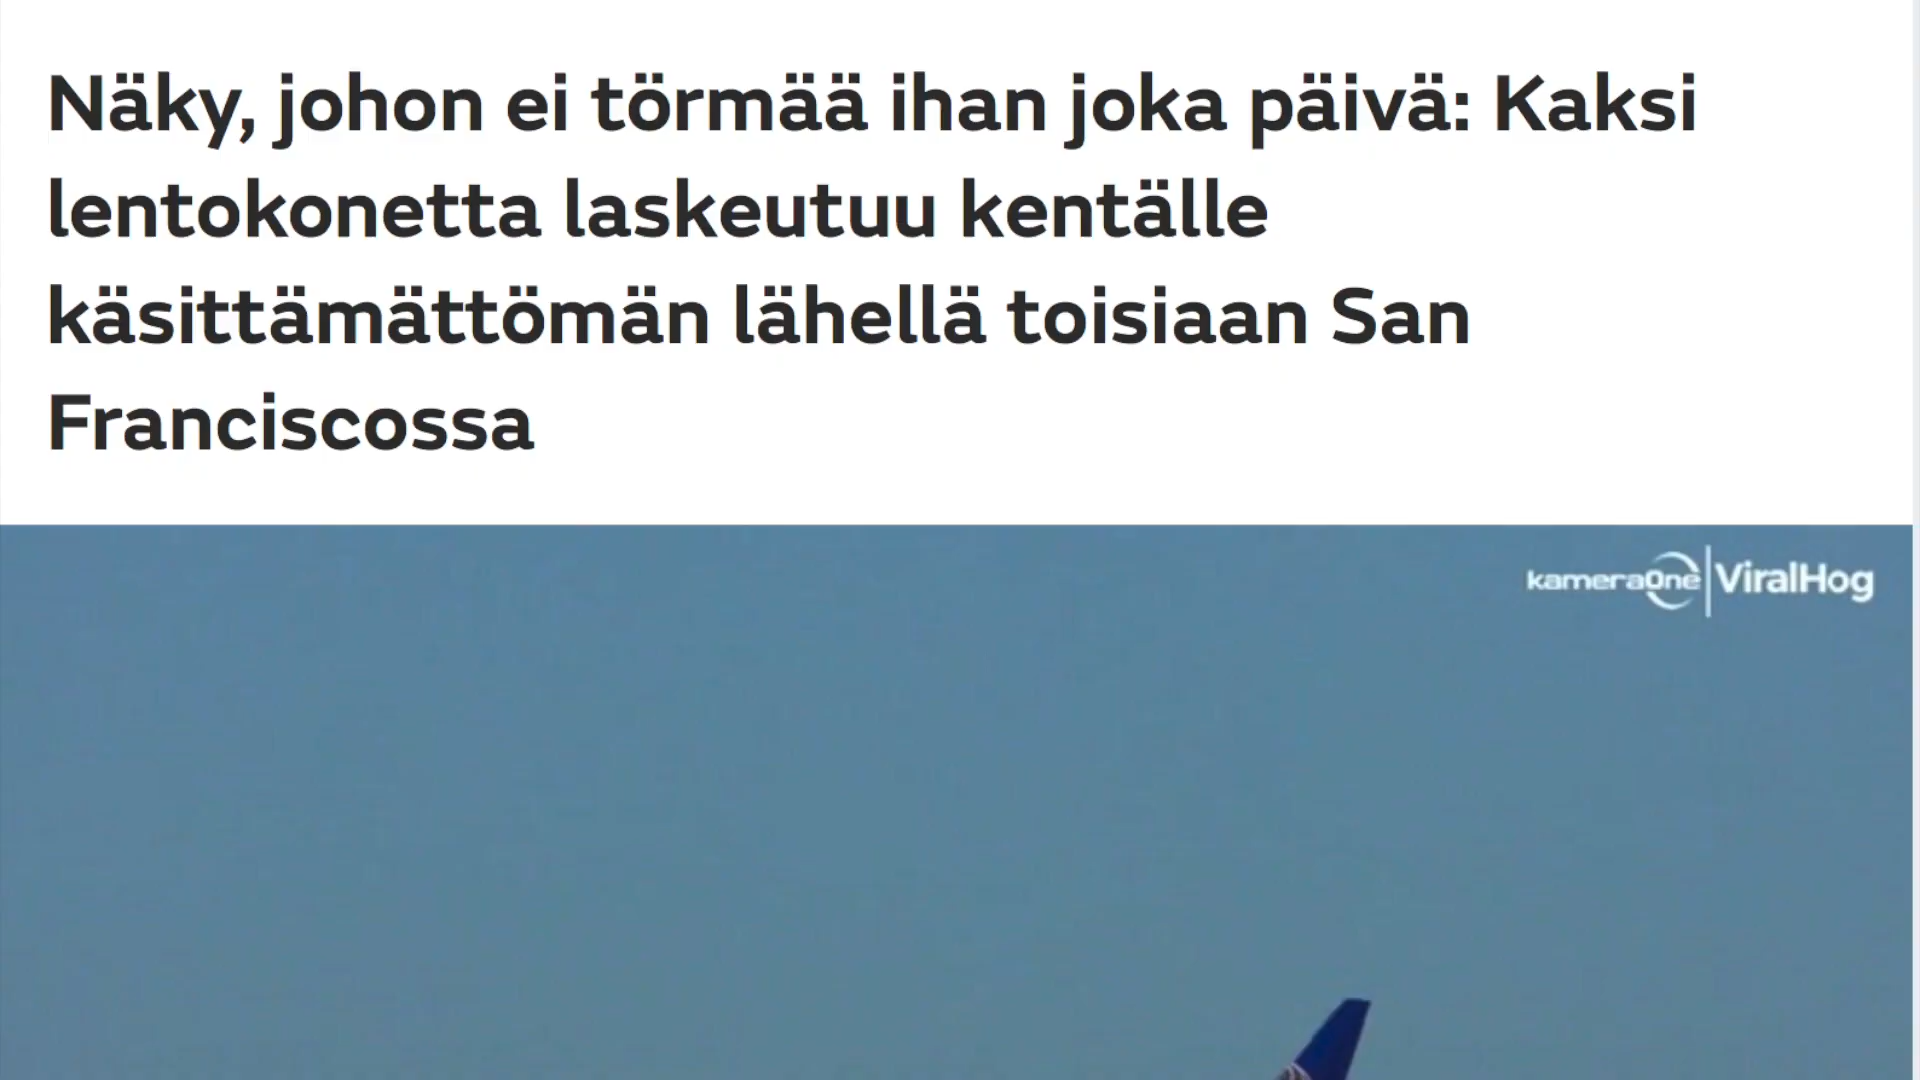 Näky, johon ei törmää ihan joka päivä: Kaksi
lentokonetta laskeutuu kentälle
käsittämättömän lähellä toisiaan San
Franciscossa
kameraOne|ViralHog